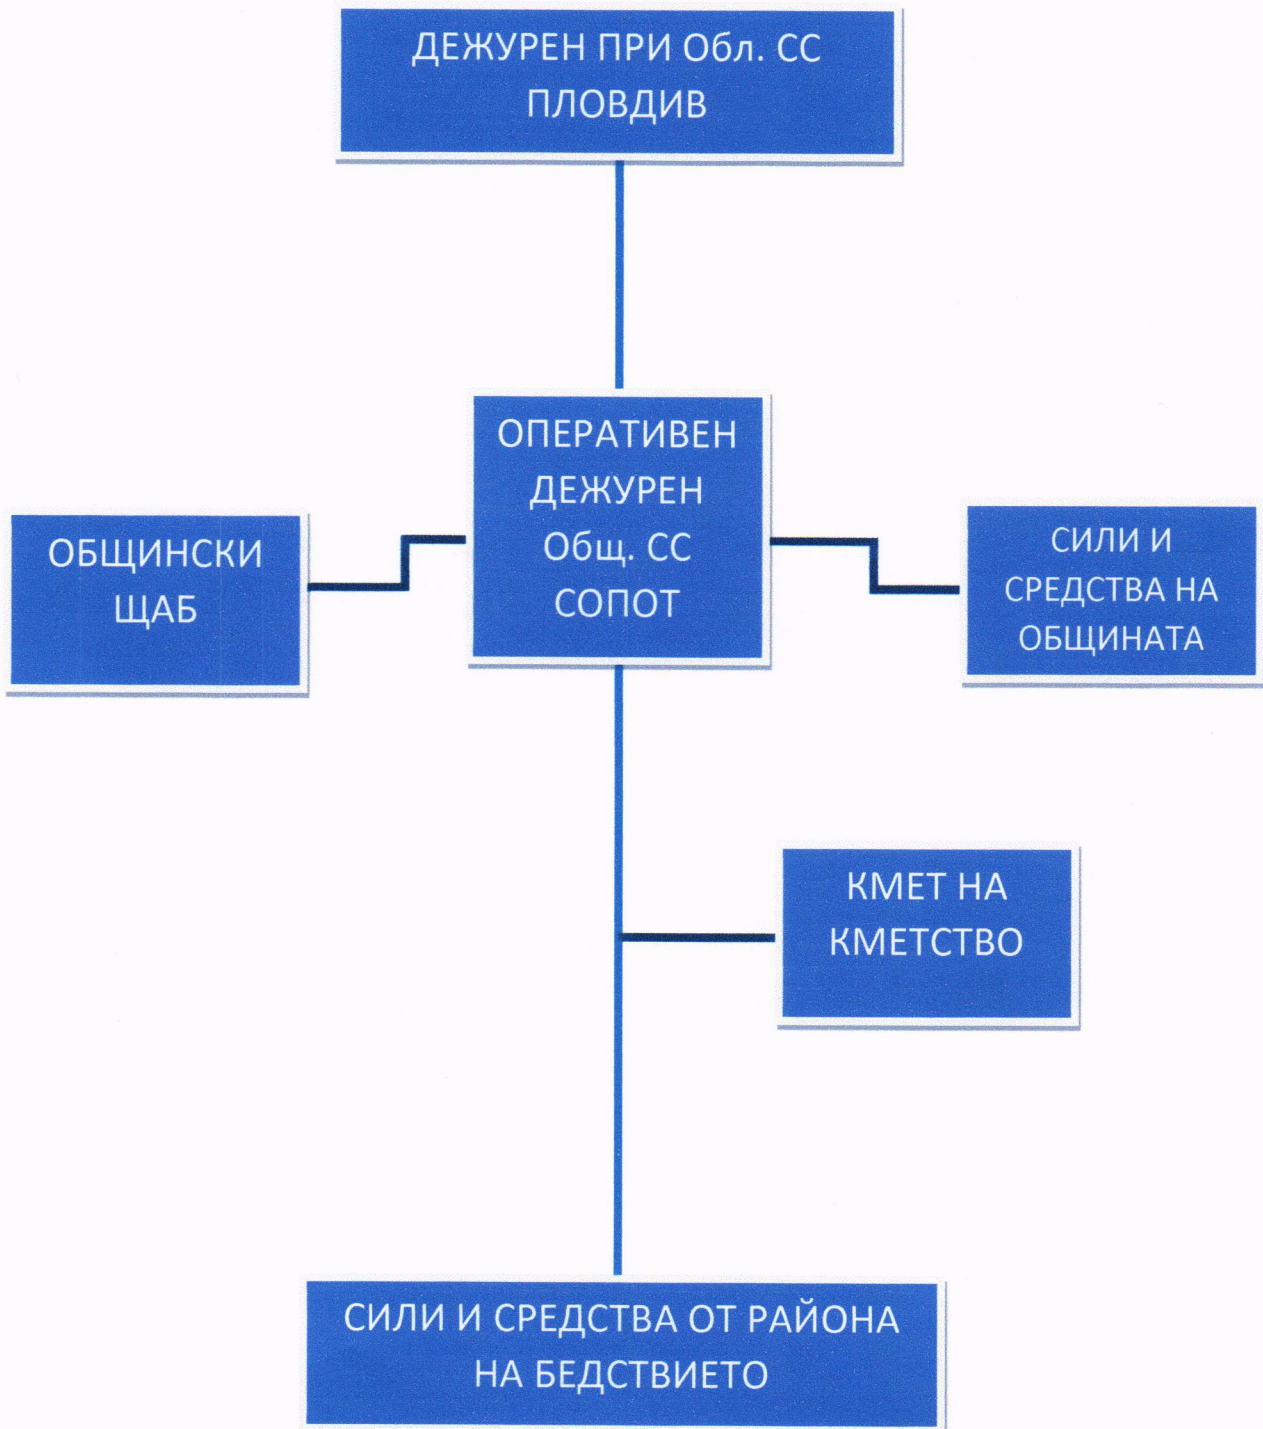 ДЕЖУРЕН ПРИ Обл. СС
ПЛОВДИВ
ОПЕРАТИВЕН
ДЕЖУРЕН
Общ. СС
СОПОТ
ОБЩИНСКИ
ЩАБ
СИЛИ И
СРЕДСТВА НА
ОБЩИНАТА
КМЕТ НА
КМЕТСТВО
СИЛИ И СРЕДСТВА ОТ РАЙОНА
НА БЕДСТВИЕТО